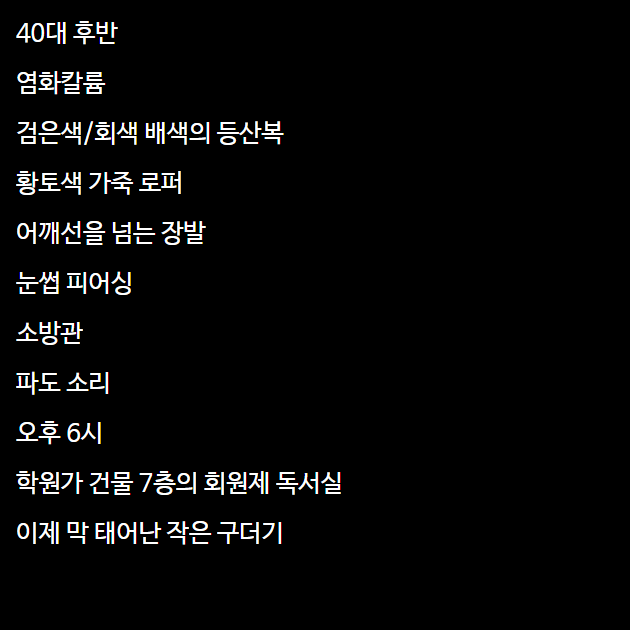 40대 후반
염화칼륨
검은색/회색 배색의 등산복
황토색 가죽 로퍼
어깨선을 넘는 장발
눈썹 피어싱
소방관
파도 소리
오후 6시
학원가 건물 7층의 회원제 독서실
이제 막 태어난 작은 구더기